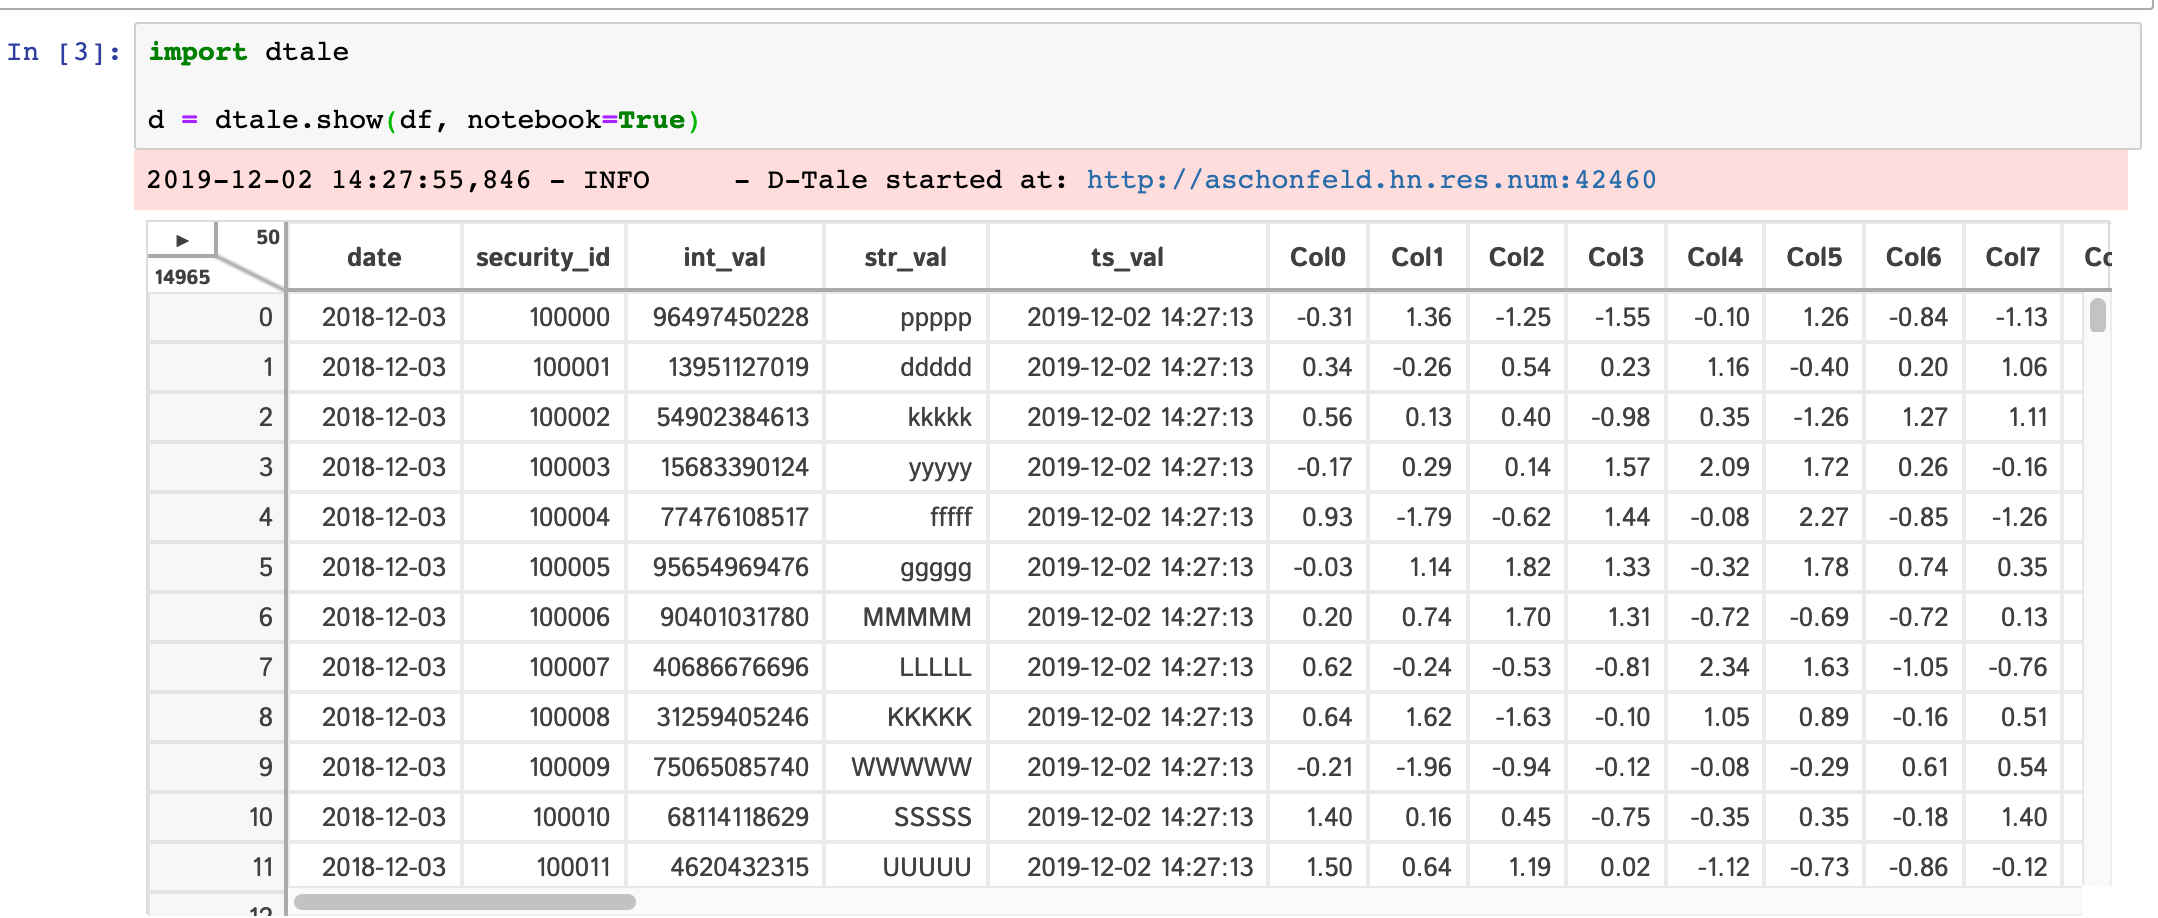 In [3]: import dtale
d = dtale.show(df, notebook=True)
2019-12-02 14:27:55,846 - INFO     - D-Tale started at: http://aschonfeld.hn.res.num:42460
▶ 50
14965
date security_id int_val str_val ts_val Col0 Col1 Col2 Col3 Col4 Col5 Col6 Col7 Co
0 2018-12-03 100000 96497450228 ppppp 2019-12-02 14:27:13 -0.31 1.36 -1.25 -1.55 -0.10 1.26 -0.84 -1.13
1 2018-12-03 100001 13951127019 ddddd 2019-12-02 14:27:13 0.34 -0.26 0.54 0.23 1.16 -0.40 0.20 1.06
2 2018-12-03 100002 54902384613 kkkkk 2019-12-02 14:27:13 0.56 0.13 0.40 -0.98 0.35 -1.26 1.27 1.11
3 2018-12-03 100003 15683390124 yyyyy 2019-12-02 14:27:13 -0.17 0.29 0.14 1.57 2.09 1.72 0.26 -0.16
4 2018-12-03 100004 77476108517 fffff 2019-12-02 14:27:13 0.93 -1.79 -0.62 1.44 -0.08 2.27 -0.85 -1.26
5 2018-12-03 100005 95654969476 ggggg 2019-12-02 14:27:13 -0.03 1.14 1.82 1.33 -0.32 1.78 0.74 0.35
6 2018-12-03 100006 90401031780 MMMMM 2019-12-02 14:27:13 0.20 0.74 1.70 1.31 -0.72 -0.69 -0.72 0.13
7 2018-12-03 100007 40686676696 LLLLL 2019-12-02 14:27:13 0.62 -0.24 -0.53 -0.81 2.34 1.63 -1.05 -0.76
8 2018-12-03 100008 31259405246 KKKKK 2019-12-02 14:27:13 0.64 1.62 -1.63 -0.10 1.05 0.89 -0.16 0.51
9 2018-12-03 100009 75065085740 WWWWW 2019-12-02 14:27:13 -0.21 -1.96 -0.94 -0.12 -0.08 -0.29 0.61 0.54
10 2018-12-03 100010 68114118629 SSSSS 2019-12-02 14:27:13 1.40 0.16 0.45 -0.75 -0.35 0.35 -0.18 1.40
11 2018-12-03 100011 4620432315 UUUUU 2019-12-02 14:27:13 1.50 0.64 1.19 0.02 -1.12 -0.73 -0.86 -0.12
12